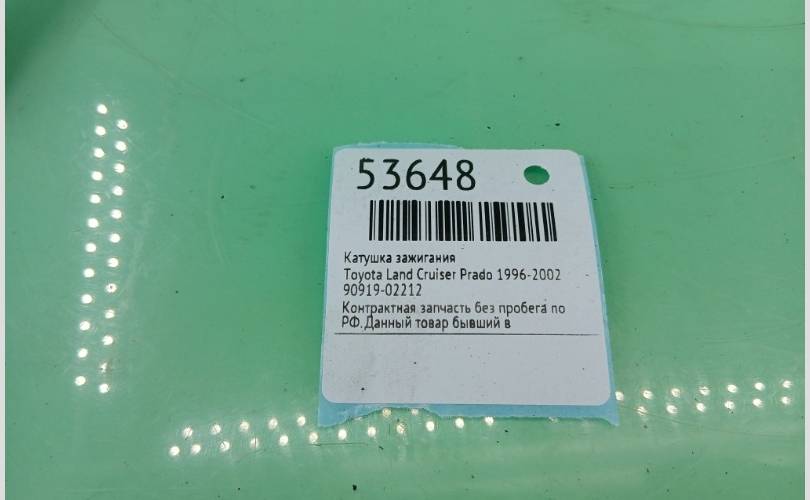 53648
Катушка зажигания
Toyota Land Cruiser Prado 1996-2002
90919-02212
Контрактная запчасть без пробега по
РФ. Данный товар бывший в